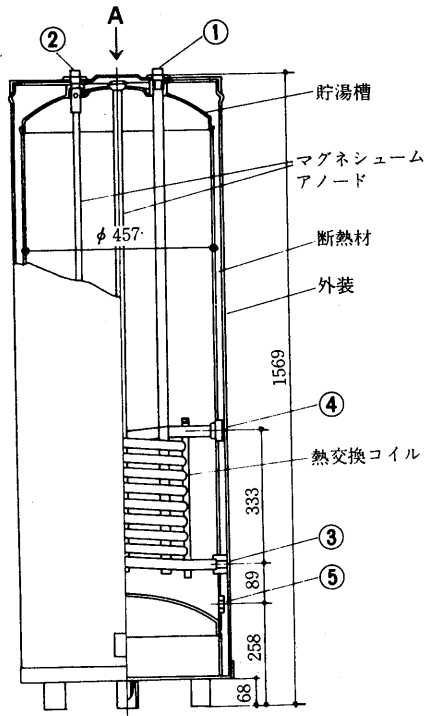 A
② ①
貯湯槽
マグネシューム
アノード
φ457
断熱材
外装
1569
④
熱交換コイル
333
③
89
⑤
258
68